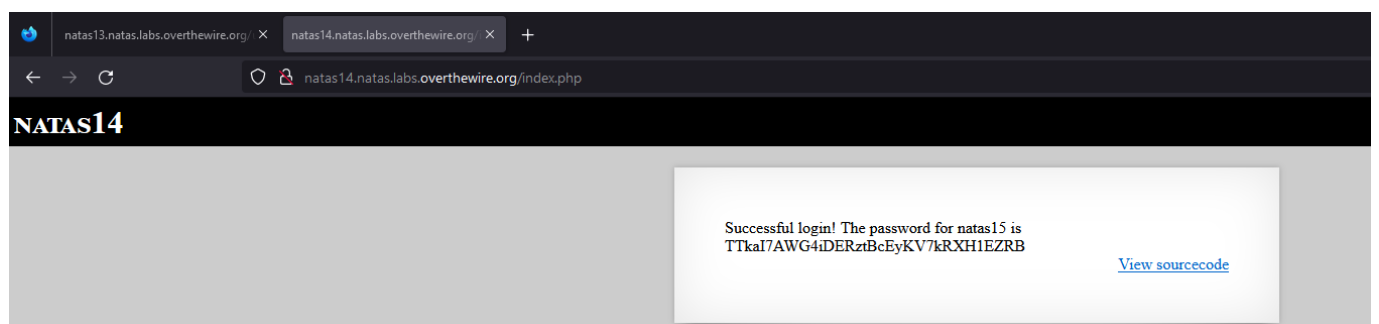 natas13.natas.labs.overthewire.org/
natas14.natas.labs.overthewire.org/i
natas14.natas.labs.overthewire.org/index.php
NATAS14
Successful login! The password for natas15 is
TTkaI7AWG4iDERztBcEyKV7kRXH1EZRB
View sourcecode